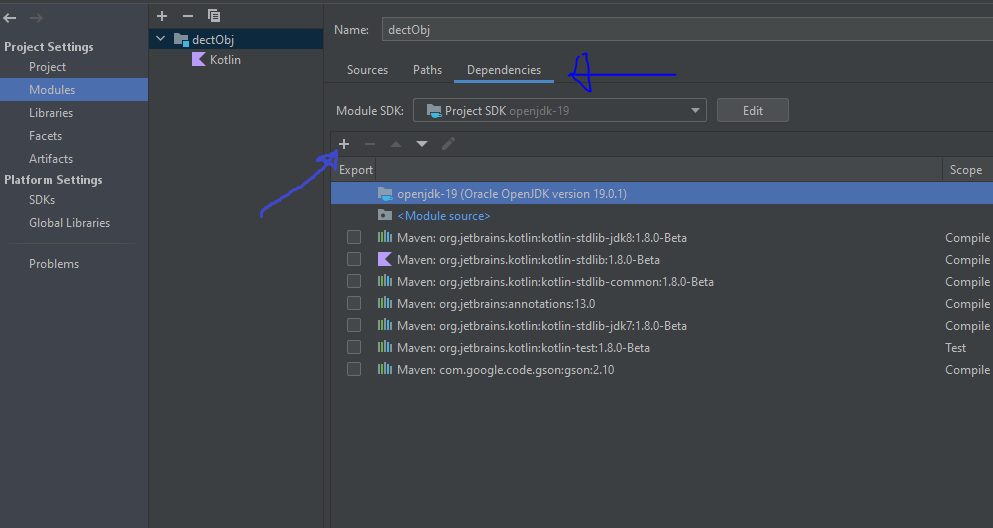 Project Settings
Project
Modules
Libraries
Facets
Artifacts
Platform Settings
SDKs
Global Libraries
Problems
dectObj
Kotlin
Name: dectObj
Sources Paths Dependencies
Module SDK: Project SDK openjdk-19 Edit
Export Scope
openjdk-19 (Oracle OpenJDK version 19.0.1)
<Module source>
Maven: org.jetbrains.kotlin:kotlin-stdlib-jdk8:1.8.0-Beta Compile
Maven: org.jetbrains.kotlin:kotlin-stdlib:1.8.0-Beta Compile
Maven: org.jetbrains.kotlin:kotlin-stdlib-common:1.8.0-Beta Compile
Maven: org.jetbrains:annotations:13.0 Compile
Maven: org.jetbrains.kotlin:kotlin-stdlib-jdk7:1.8.0-Beta Compile
Maven: org.jetbrains.kotlin:kotlin-test:1.8.0-Beta Test
Maven: com.google.code.gson:gson:2.10 Compile